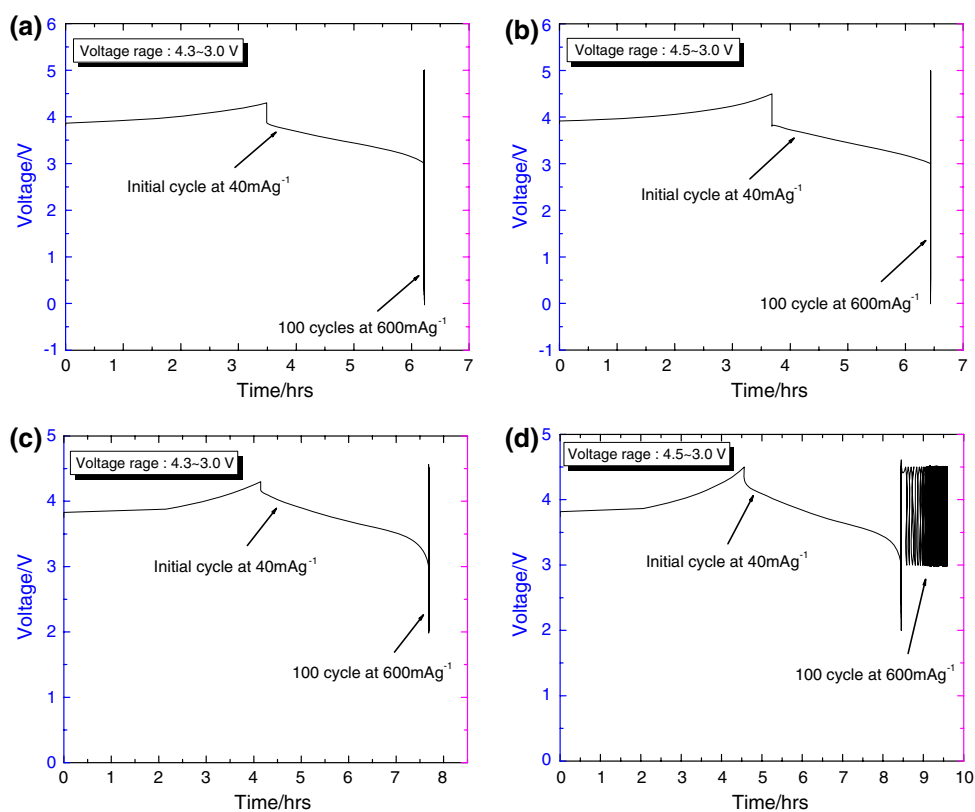 (a)
Voltage rage : 4.3~3.0 V
Voltage/V
6
5
4
3
2
1
0
-1
Initial cycle at 40mAg⁻¹
100 cycles at 600mAg⁻¹
0 1 2 3 4 5 6 7
Time/hrs
(b)
Voltage rage : 4.5~3.0 V
Voltage/V
6
5
4
3
2
1
0
-1
Initial cycle at 40mAg⁻¹
100 cycle at 600mAg⁻¹
0 1 2 3 4 5 6 7
Time/hrs
(c)
Voltage rage : 4.3~3.0 V
Voltage/V
5
4
3
2
1
0
Initial cycle at 40mAg⁻¹
100 cycle at 600mAg⁻¹
0 1 2 3 4 5 6 7 8
Time/hrs
(d)
Voltage rage : 4.5~3.0 V
Voltage/V
5
4
3
2
1
0
Initial cycle at 40mAg⁻¹
100 cycle at 600mAg⁻¹
0 1 2 3 4 5 6 7 8 9 10
Time/hrs